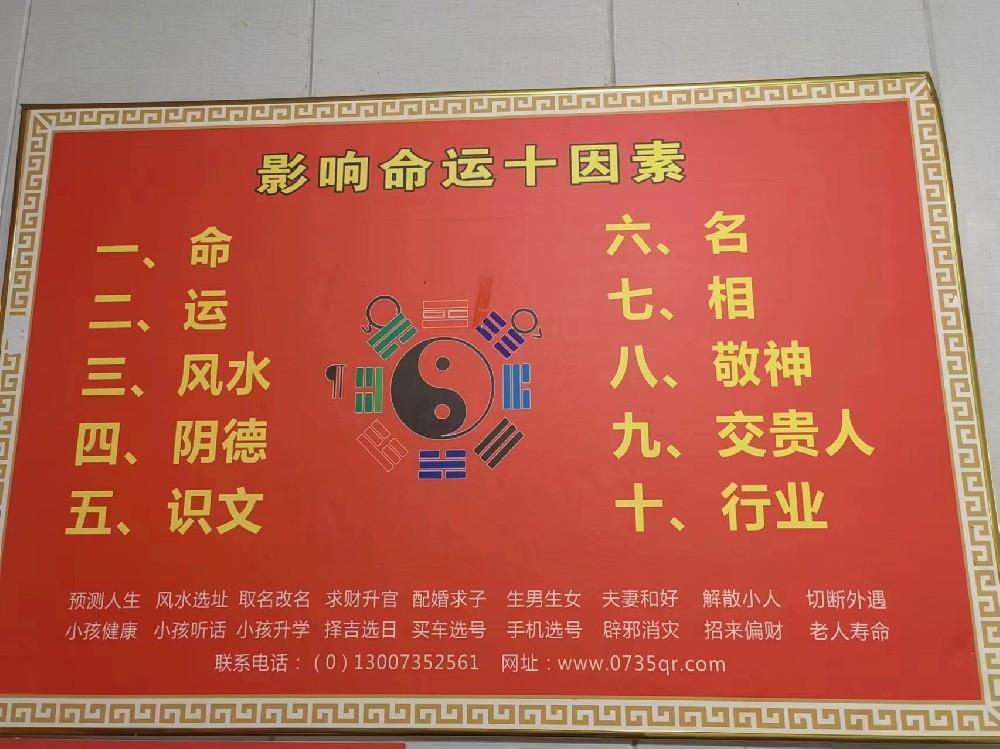 影响命运十因素
一、命
二、运
三、风水
四、阴德
五、识文
六、名
七、相
八、敬神
九、交贵人
十、行业
预测人生 风水选址 取名改名 求财升官 配婚求子 生男生女 夫妻和好 解散小人 切断外遇
小孩健康 小孩听话 小孩升学 择吉选日 买车选号 手机选号 辟邪消灾 招来偏财 老人寿命
联系电话：（0）13007352561 网址：www.0735qr.com